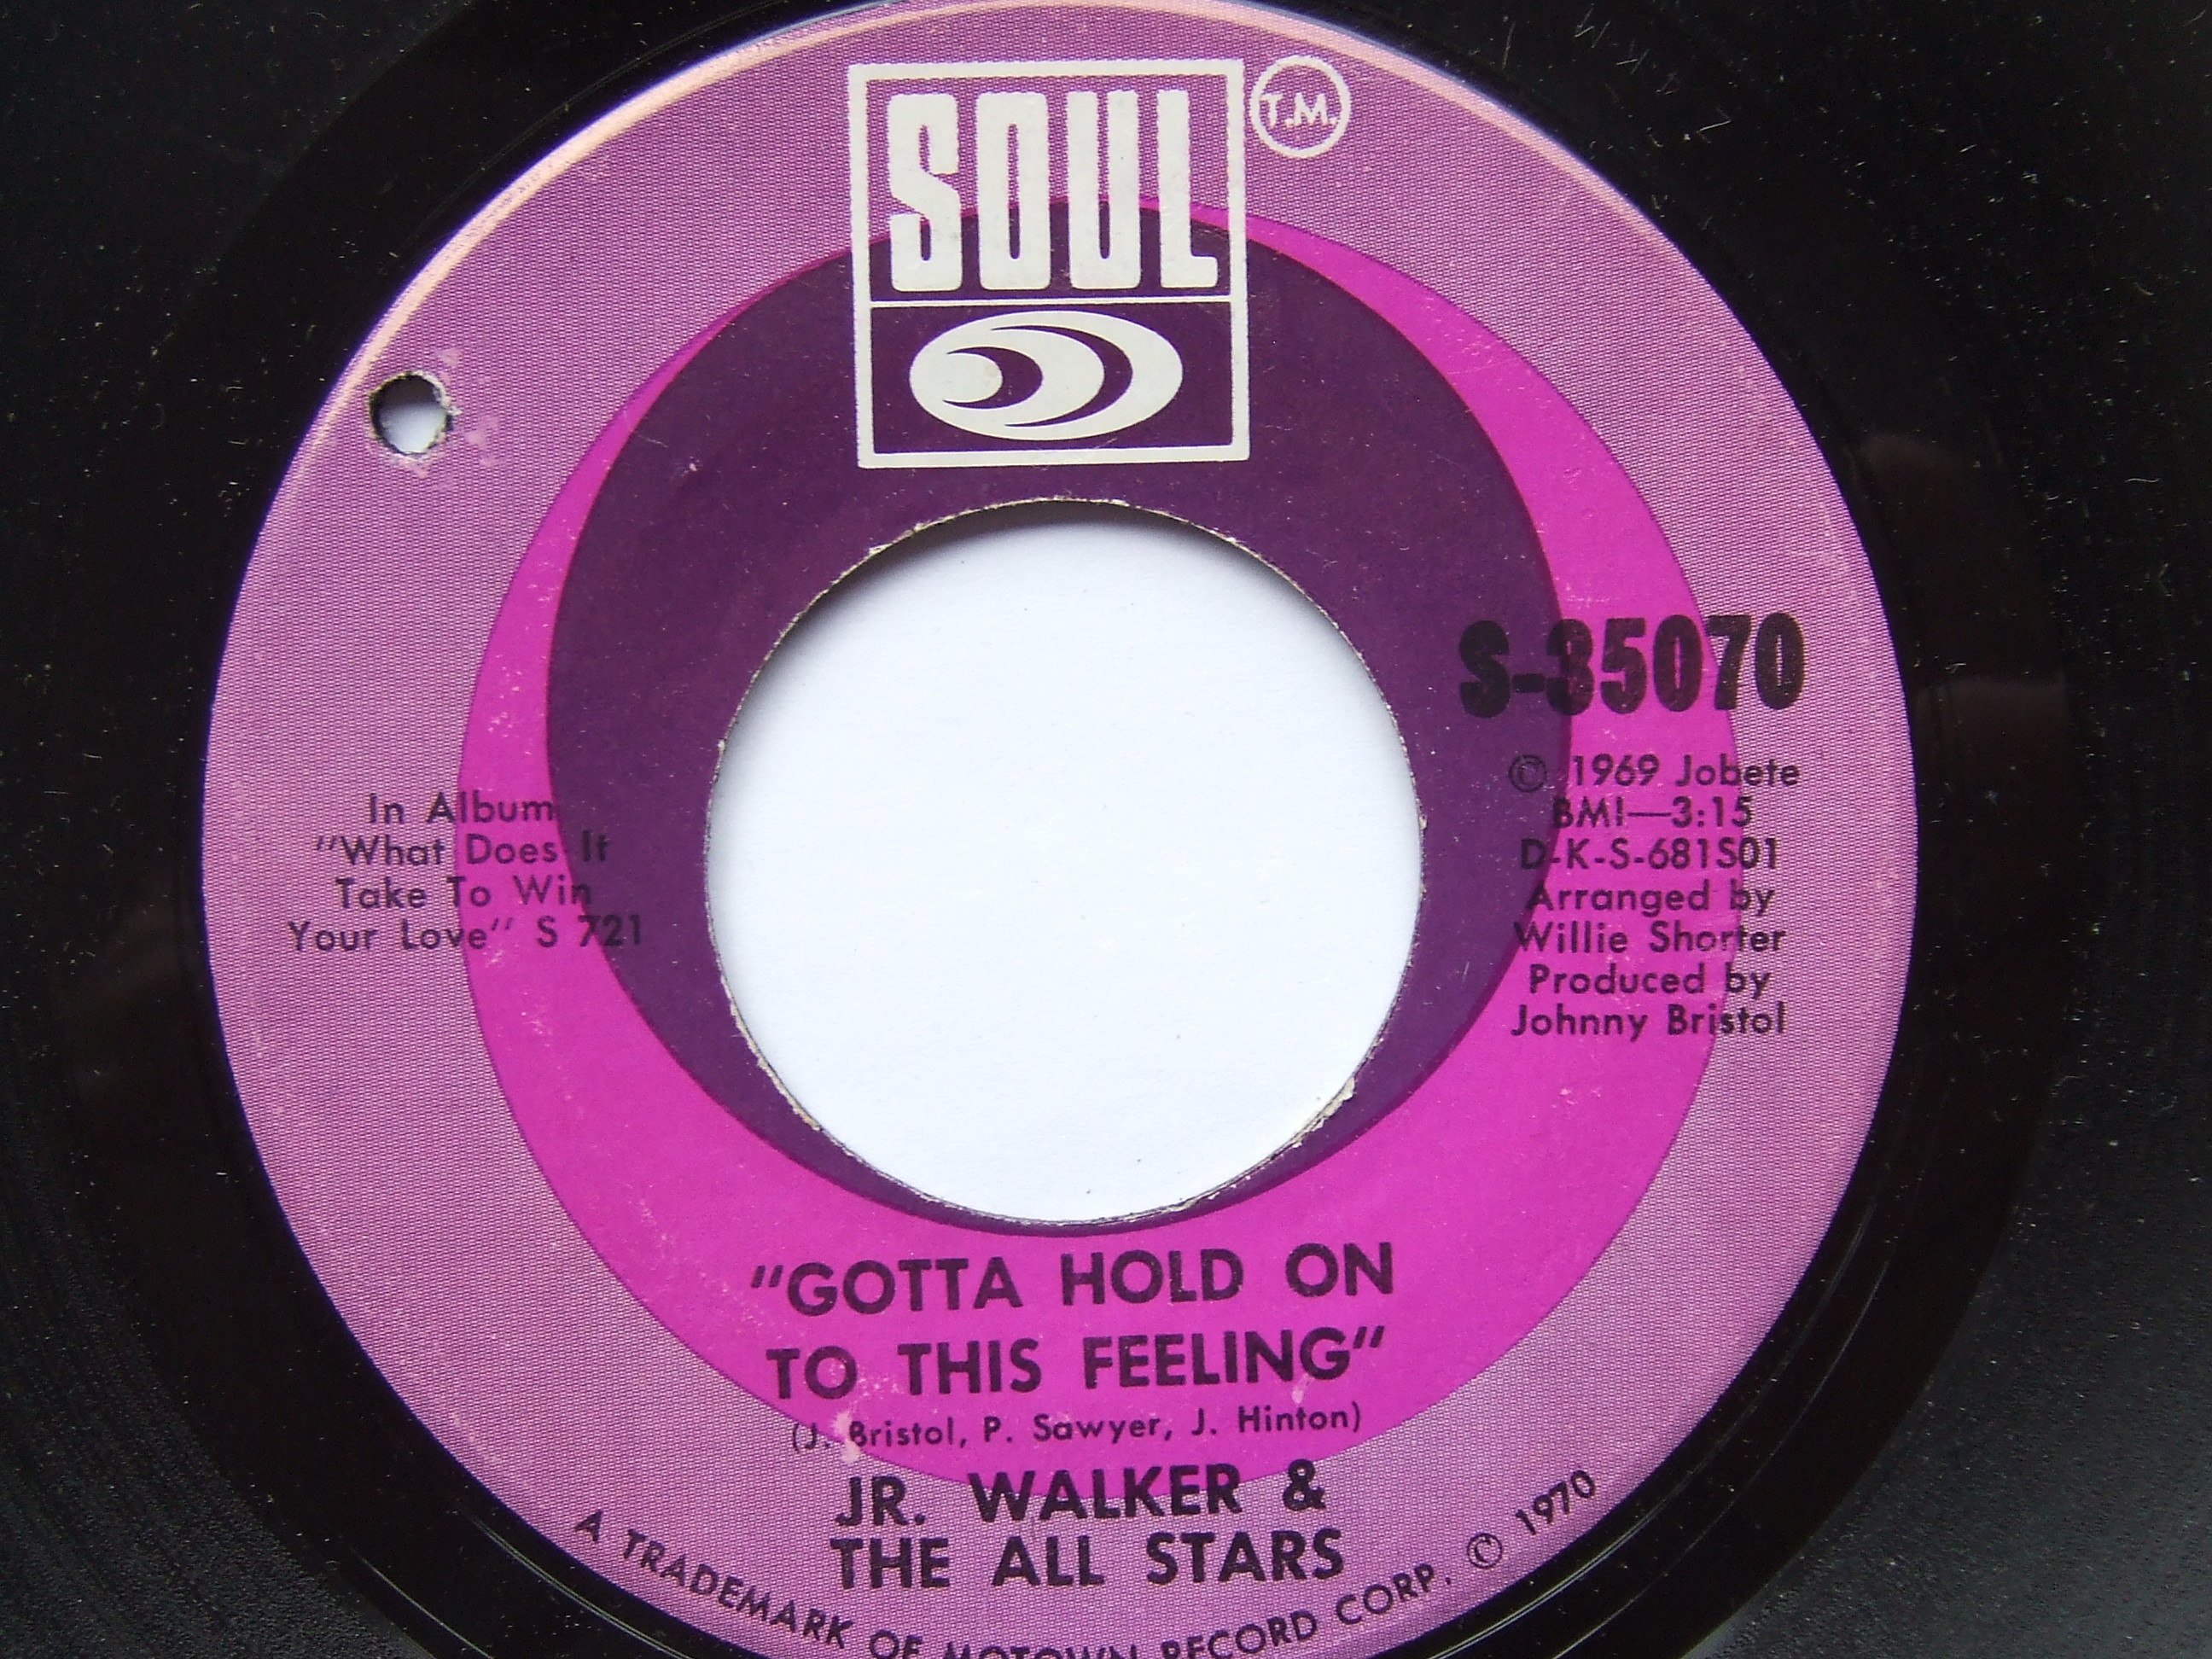 SOUL
T.M.
S-35070
© 1969 Jobete
BMI—3:15
D-K-S-681S01
Arranged by
Willie Shorter
Produced by
Johnny Bristol
In Album
"What Does It
Take To Win
Your Love" S 721
"GOTTA HOLD ON
TO THIS FEELING"
(J. Bristol, P. Sawyer, J. Hinton)
JR. WALKER &
THE ALL STARS
A TRADEMARK OF MOTOWN RECORD CORP. © 1970